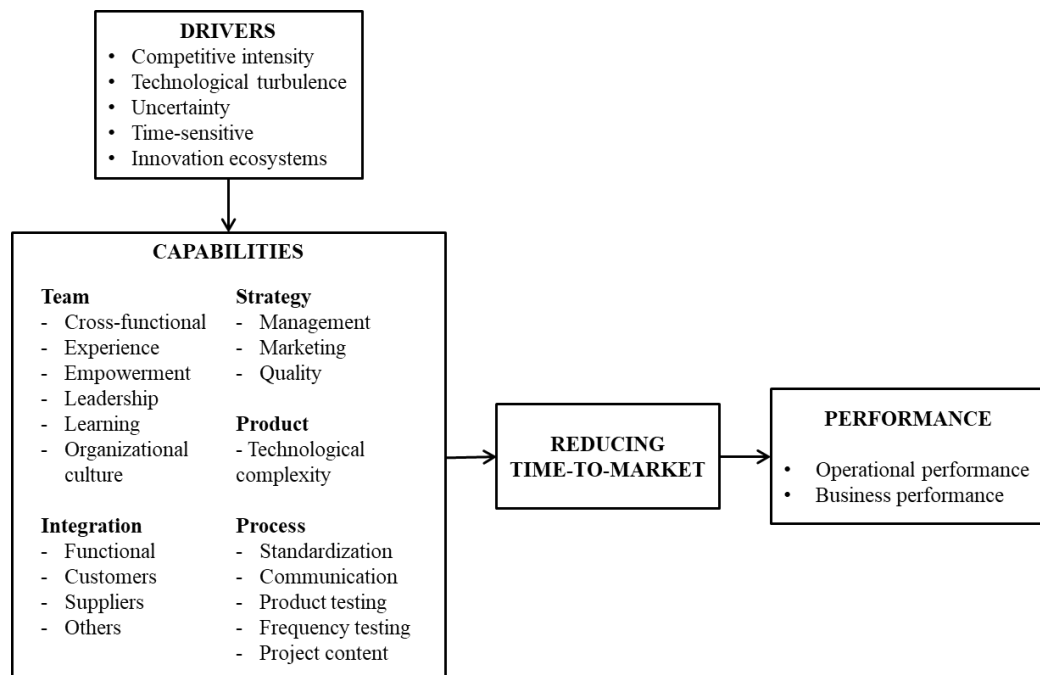 DRIVERS
• Competitive intensity
• Technological turbulence
• Uncertainty
• Time-sensitive
• Innovation ecosystems
CAPABILITIES
Team
- Cross-functional
- Experience
- Empowerment
- Leadership
- Learning
- Organizational
culture
Strategy
- Management
- Marketing
- Quality
Product
- Technological
complexity
Integration
- Functional
- Customers
- Suppliers
- Others
Process
- Standardization
- Communication
- Product testing
- Frequency testing
- Project content
REDUCING
TIME-TO-MARKET
PERFORMANCE
• Operational performance
• Business performance